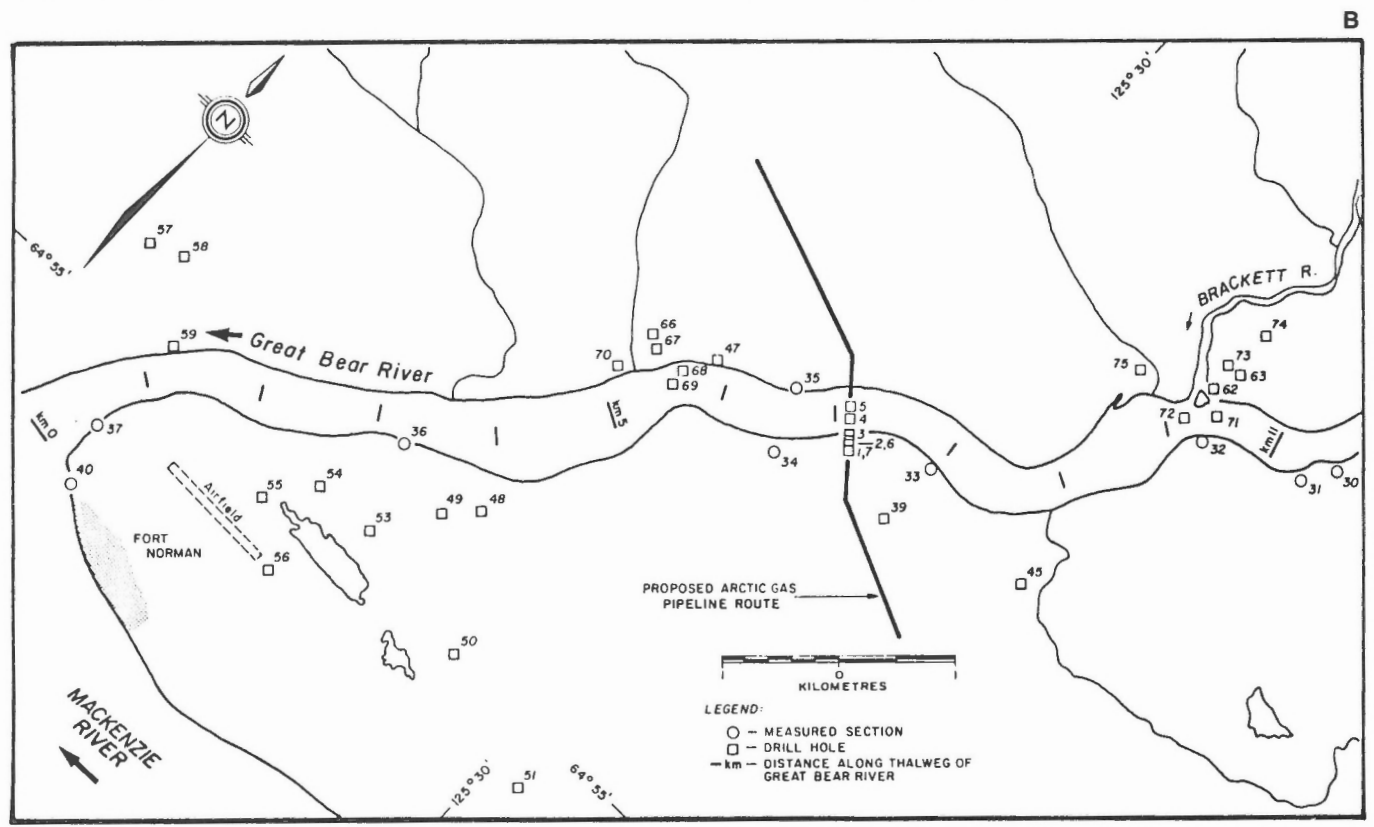 B
125° 30'
N
57
58
64° 55'
BRACKETT R.
59
Great Bear River
66
67
70
68
69
47
35
75
74
73
63
62
72
71
32
km 11
31
30
km 0
37
40
36
km 5
5
4
3
2,6
1,7
34
33
39
45
Airfield
55
54
53
49
48
56
FORT
NORMAN
50
51
MACKENZIE
RIVER
125° 30'
64° 55'
PROPOSED ARCTIC GAS
PIPELINE ROUTE
1 0 1
KILOMETRES
LEGEND:
– MEASURED SECTION
– DRILL HOLE
km – DISTANCE ALONG THALWEG OF
GREAT BEAR RIVER